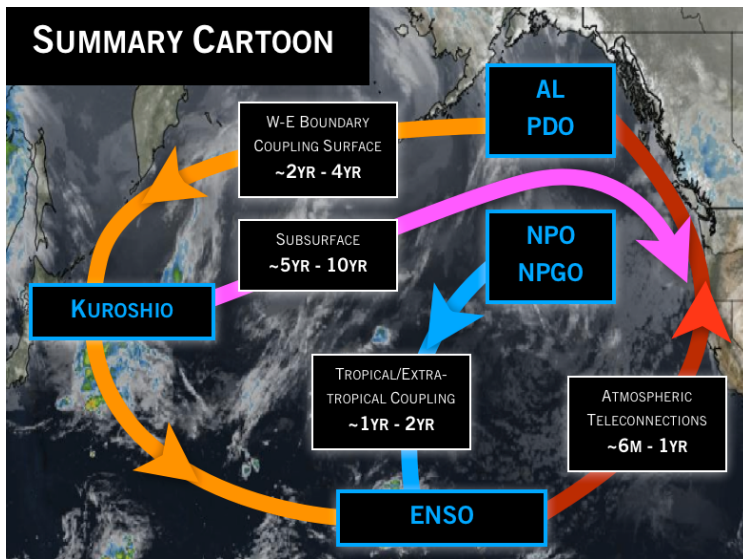 SUMMARY CARTOON
AL
PDO
W-E BOUNDARY
COUPLING SURFACE
~2YR - 4YR
SUBSURFACE
~5YR - 10YR
NPO
NPGO
KUROSHIO
TROPICAL/EXTRA-
TROPICAL COUPLING
~1YR - 2YR
ATMOSPHERIC
TELECONNECTIONS
~6M - 1YR
ENSO